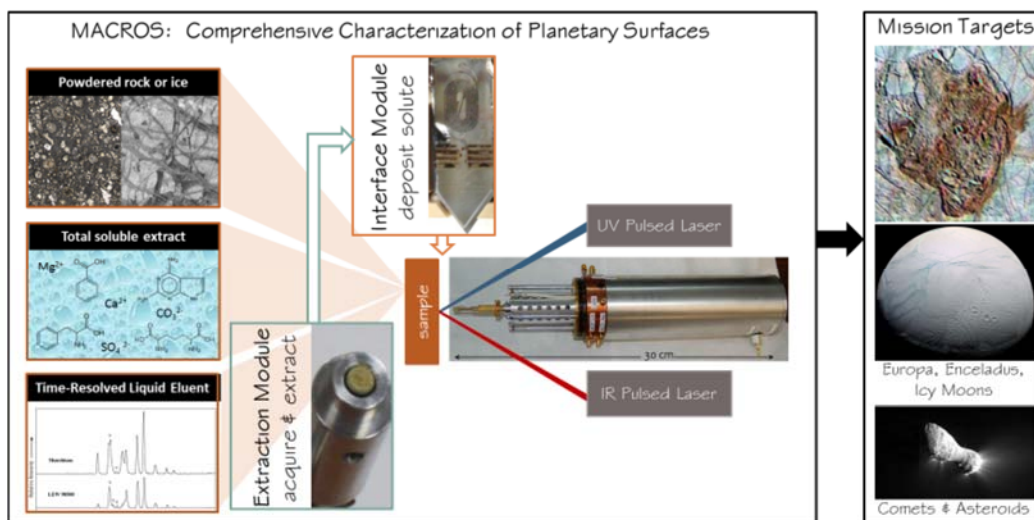 MACROS: Comprehensive Characterization of Planetary Surfaces
Powdered rock or ice
Total soluble extract
Mg²⁺
Ca²⁺
CO₃²⁻
SO₄²⁻
Time-Resolved Liquid Eluent
Extraction Module
acquire & extract
Interface Module
deposit solute
sample
UV Pulsed Laser
30 cm
IR Pulsed Laser
Mission Targets
Europa, Enceladus,
Icy Moons
Comets & Asteroids